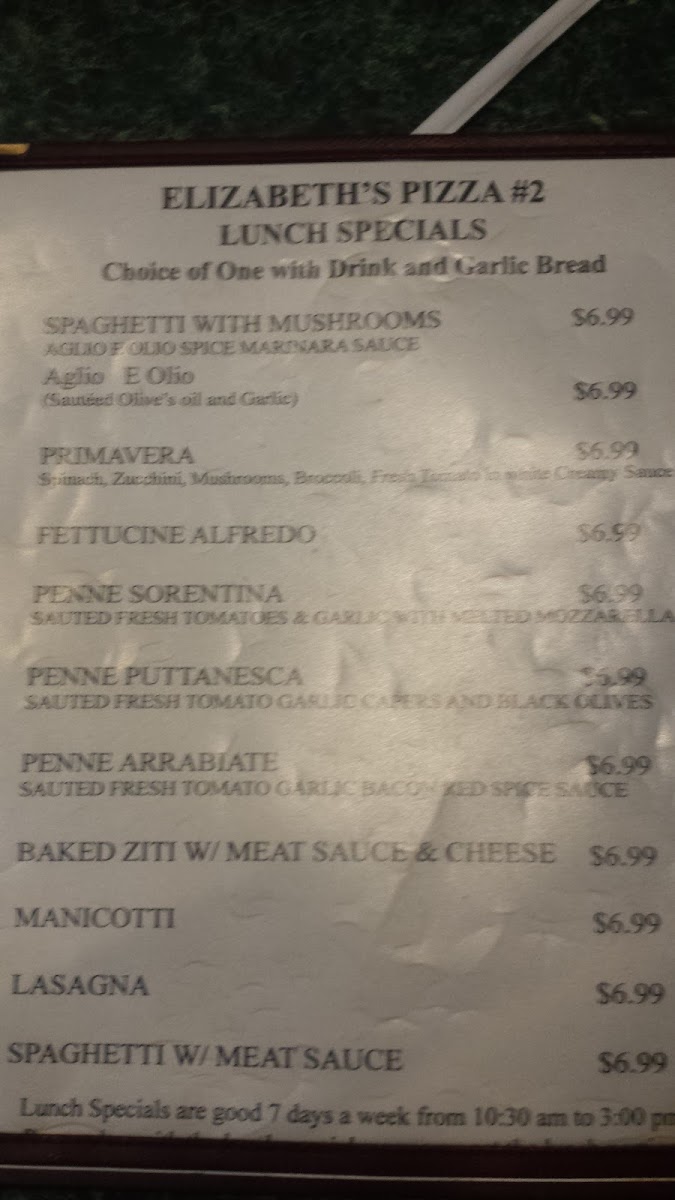 ELIZABETH'S PIZZA #2
LUNCH SPECIALS
Choice of One with Drink and Garlic Bread
SPAGHETTI WITH MUSHROOMS $6.99
AGLIO E OLIO SPICE MARINARA SAUCE
Aglio E Olio $6.99
(Sautéed Olive's oil and Garlic)
PRIMAVERA $6.99
Spinach, Zucchini, Mushrooms, Broccoli, Fresh Tomato in white Creamy Sauce
FETTUCINE ALFREDO $6.99
PENNE SORENTINA $6.99
SAUTED FRESH TOMATOES & GARLIC WITH MELTED MOZZARELLA
PENNE PUTTANESCA $6.99
SAUTED FRESH TOMATO GARLIC CAPERS AND BLACK OLIVES
PENNE ARRABIATE $6.99
SAUTED FRESH TOMATO GARLIC BACON RED SPICE SAUCE
BAKED ZITI W/ MEAT SAUCE & CHEESE $6.99
MANICOTTI $6.99
LASAGNA $6.99
SPAGHETTI W/ MEAT SAUCE $6.99
Lunch Specials are good 7 days a week from 10:30 am to 3:00 pm